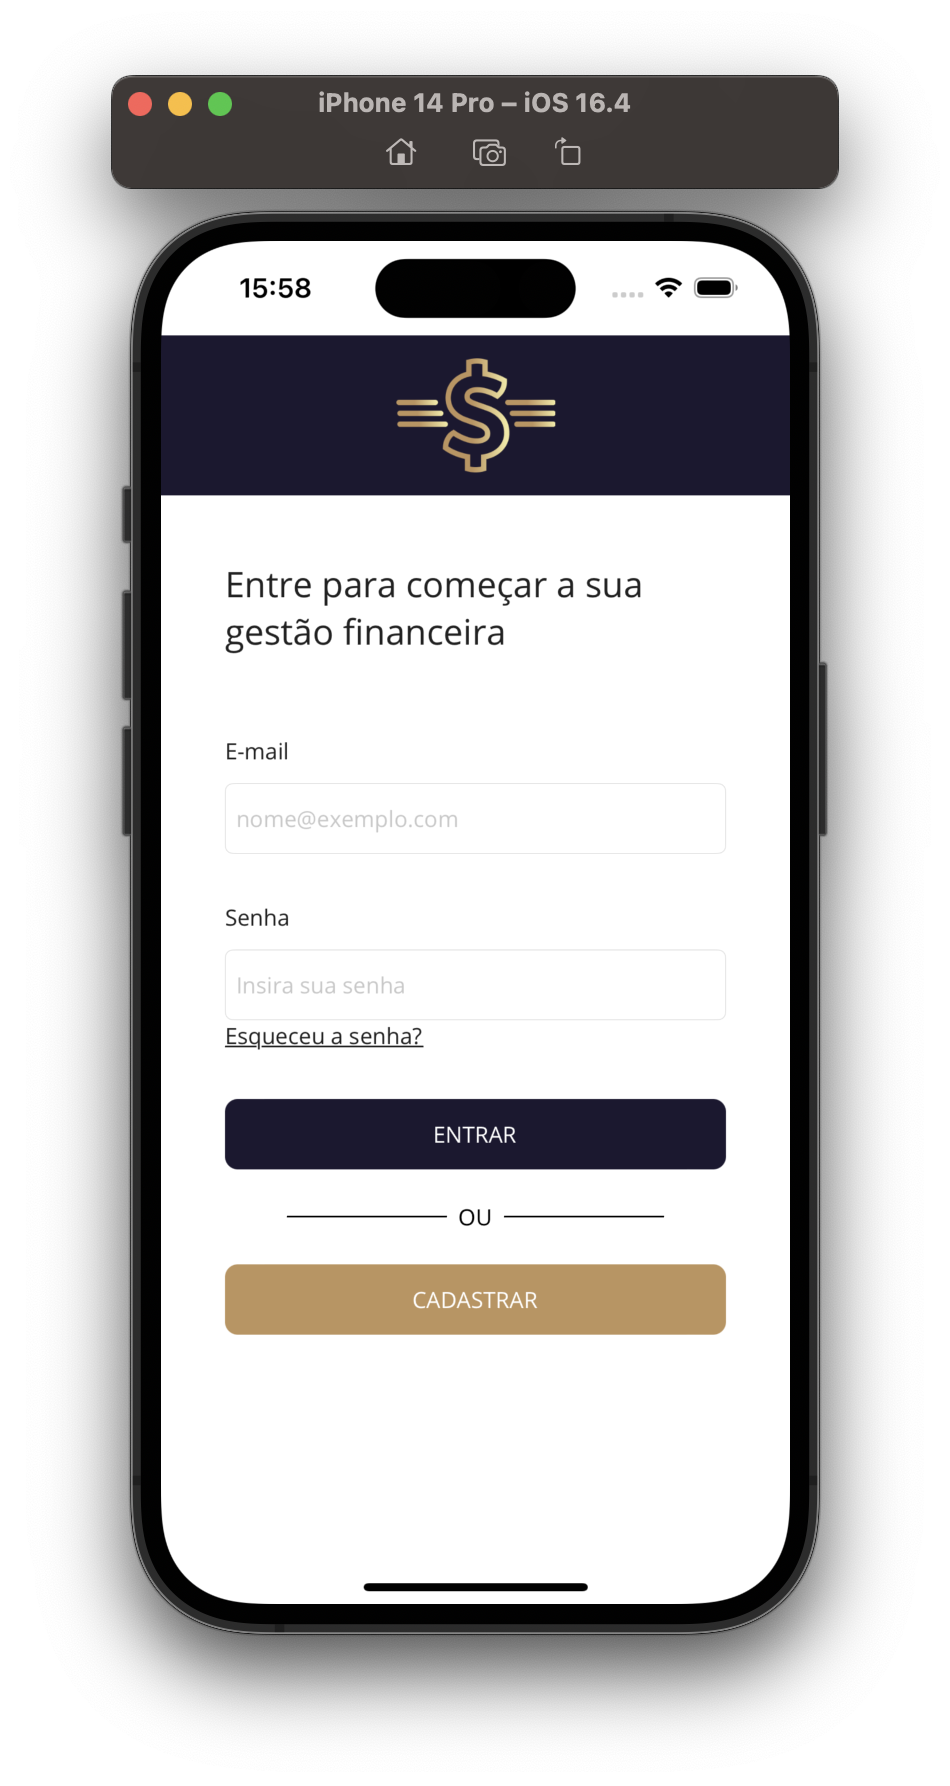 iPhone 14 Pro – iOS 16.4
15:58
$
Entre para começar a sua
gestão financeira
E-mail
nome@exemplo.com
Senha
Insira sua senha
Esqueceu a senha?
ENTRAR
OU
CADASTRAR